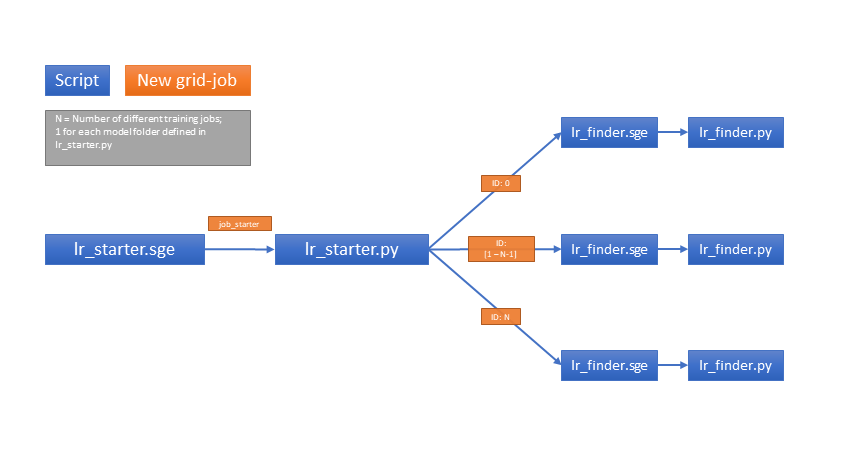 Script
New grid-job
N = Number of different training jobs;
1 for each model folder defined in
lr_starter.py
lr_finder.sge
lr_finder.py
ID: 0
job_starter
lr_starter.sge
lr_starter.py
ID:
[1 – N-1]
lr_finder.sge
lr_finder.py
ID: N
lr_finder.sge
lr_finder.py